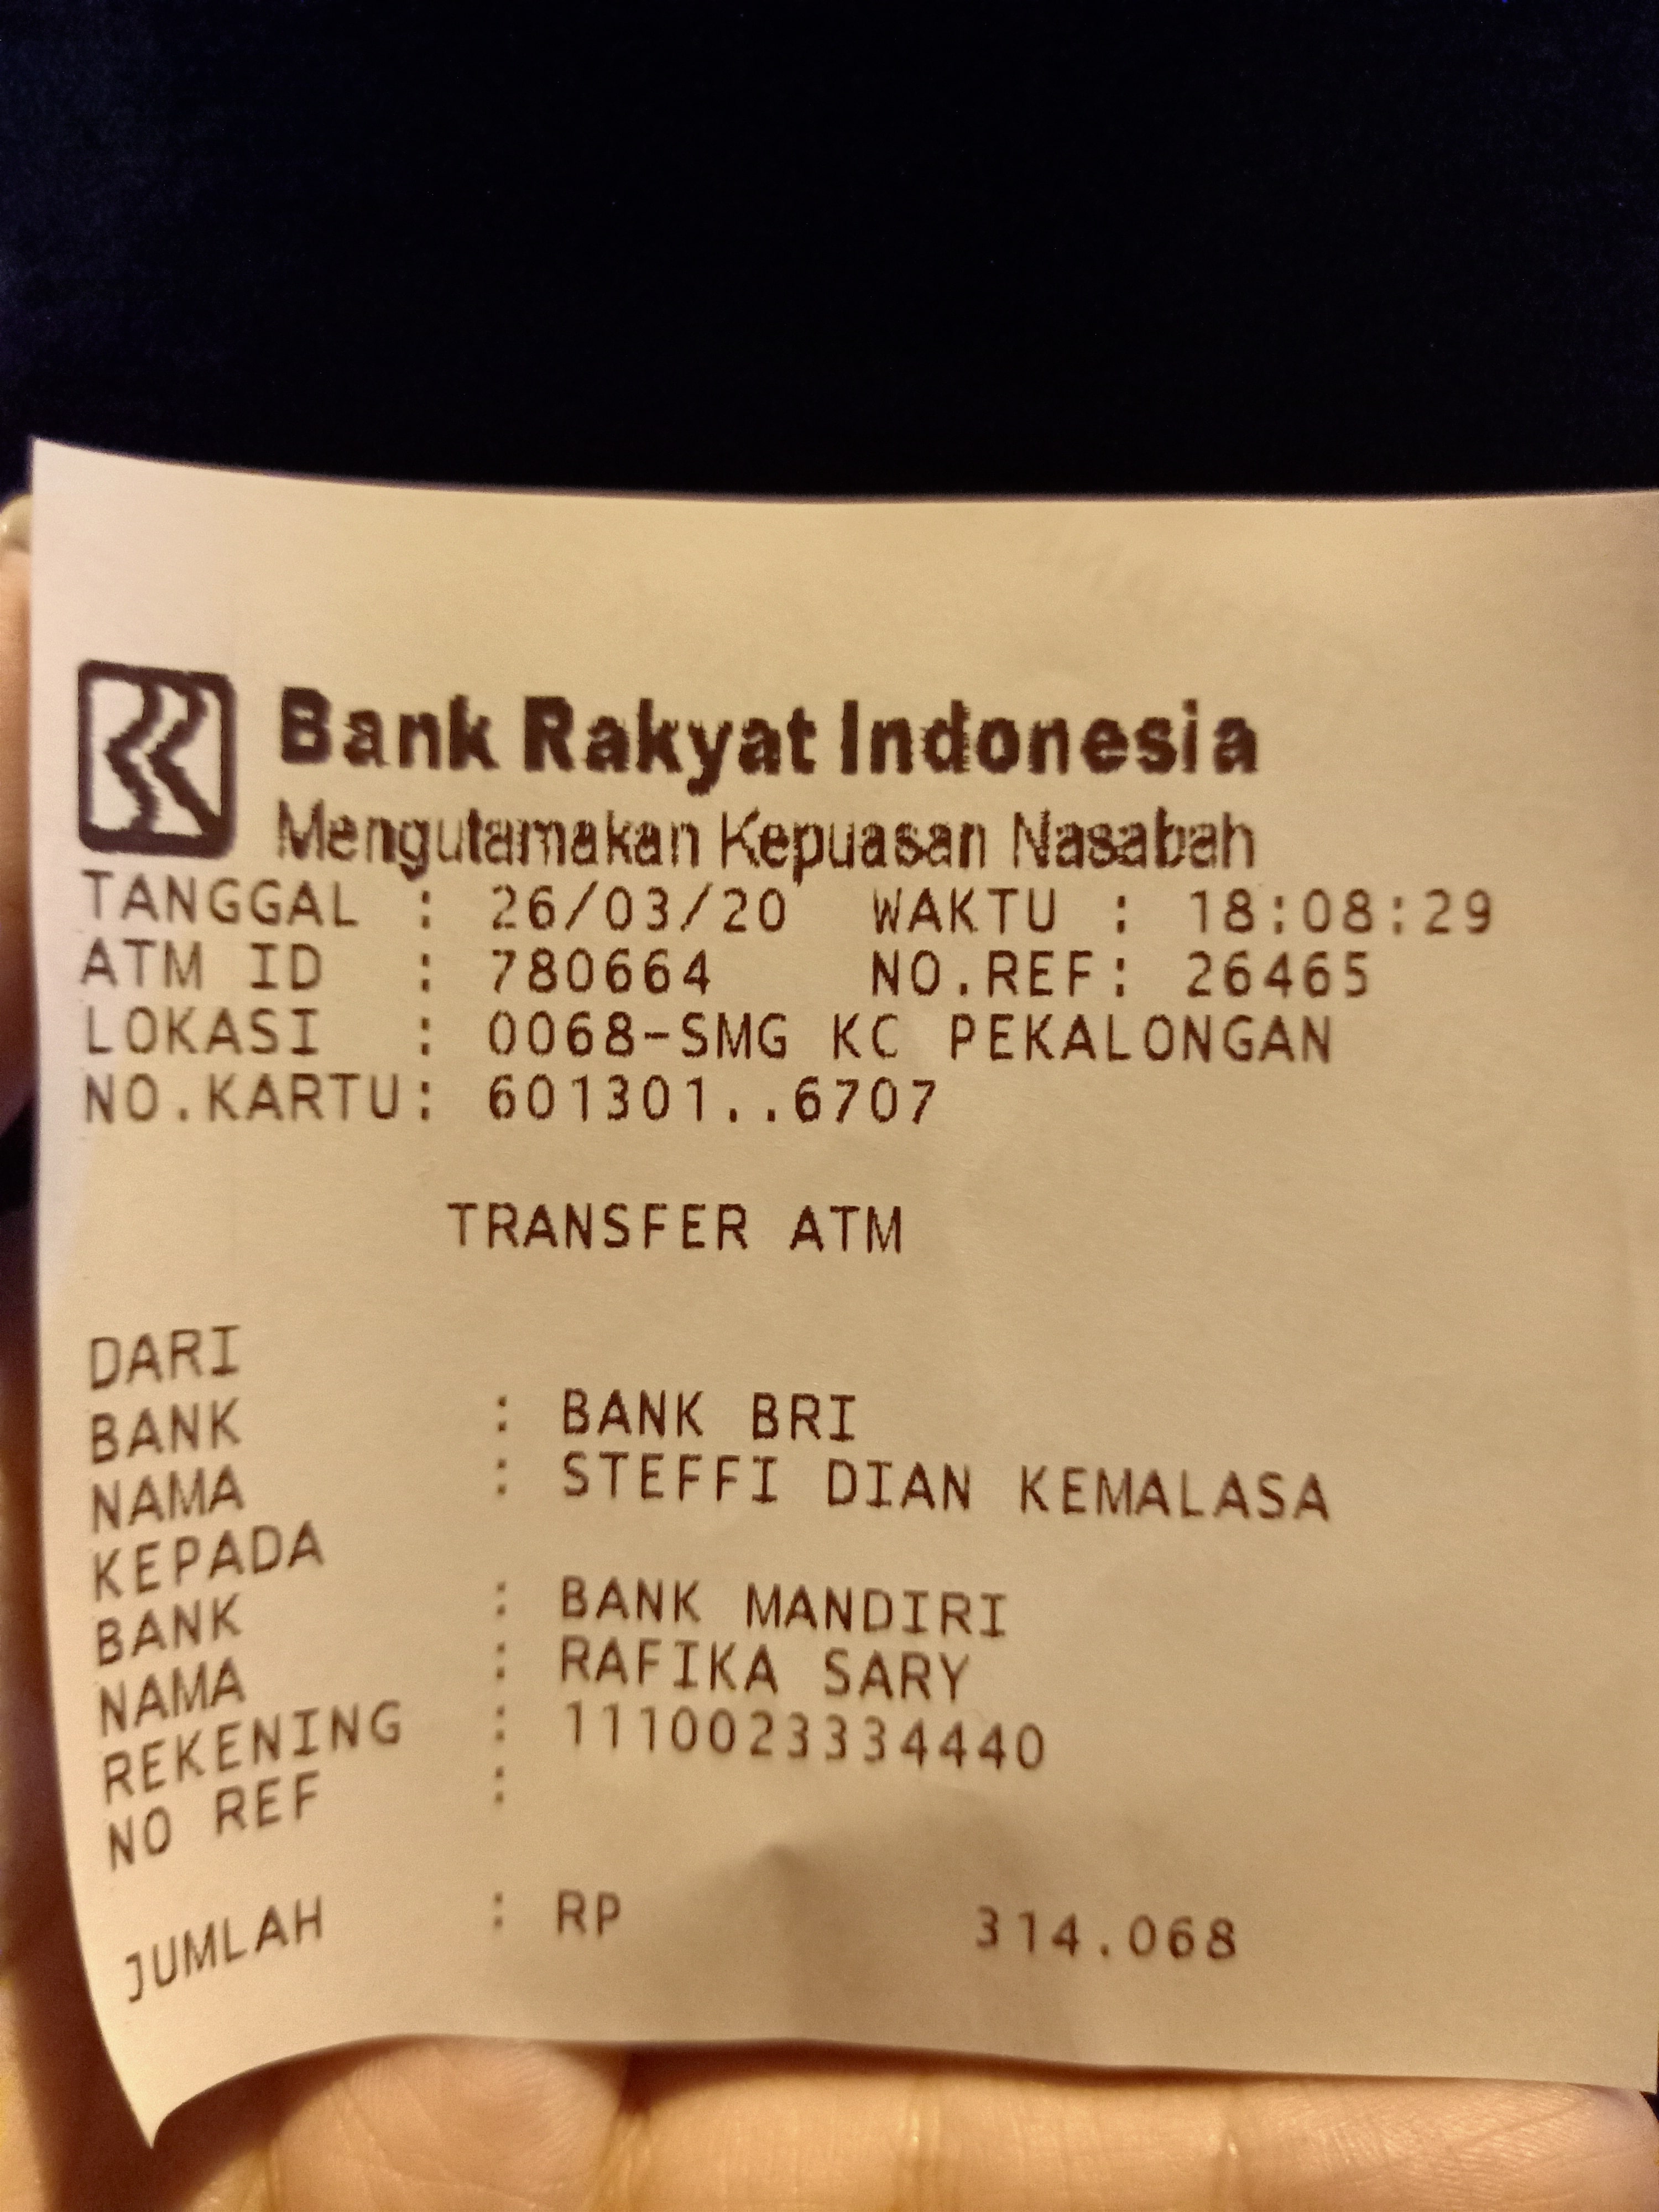 Bank Rakyat Indonesia
Mengutamakan Kepuasan Nasabah
TANGGAL : 26/03/20 WAKTU : 18:08:29
ATM ID : 780664 NO.REF: 26465
LOKASI : 0068-SMG KC PEKALONGAN
NO.KARTU: 601301..6707
TRANSFER ATM
DARI
BANK : BANK BRI
NAMA : STEFFI DIAN KEMALASA
KEPADA
BANK : BANK MANDIRI
NAMA : RAFIKA SARY
REKENING : 1110023334440
NO REF :
JUMLAH : RP 314.068